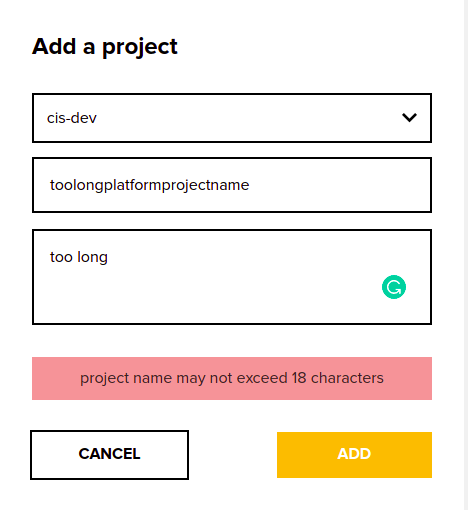 Add a project
cis-dev
toolongplatformprojectname
too long
project name may not exceed 18 characters
CANCEL
ADD